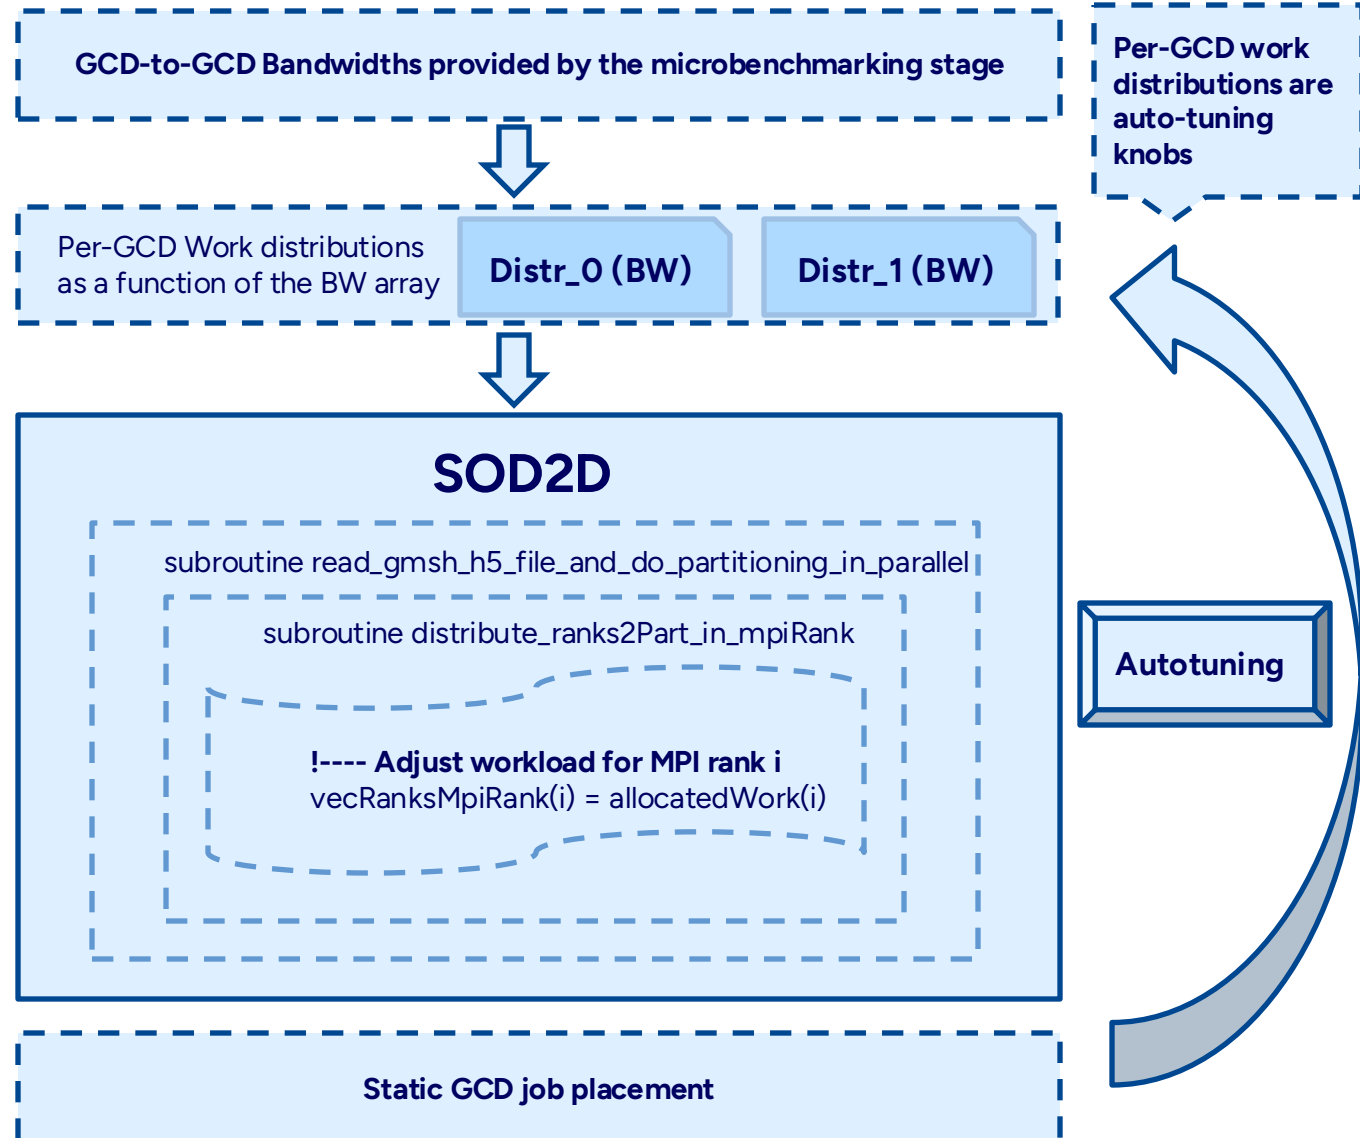 GCD-to-GCD Bandwidths provided by the microbenchmarking stage
Per-GCD work
distributions are
auto-tuning
knobs
Per-GCD Work distributions
as a function of the BW array
Distr_0 (BW)
Distr_1 (BW)
SOD2D
subroutine read_gmsh_h5_file_and_do_partitioning_in_parallel
subroutine distribute_ranks2Part_in_mpiRank
!---- Adjust workload for MPI rank i
vecRanksMpiRank(i) = allocatedWork(i)
Autotuning
Static GCD job placement